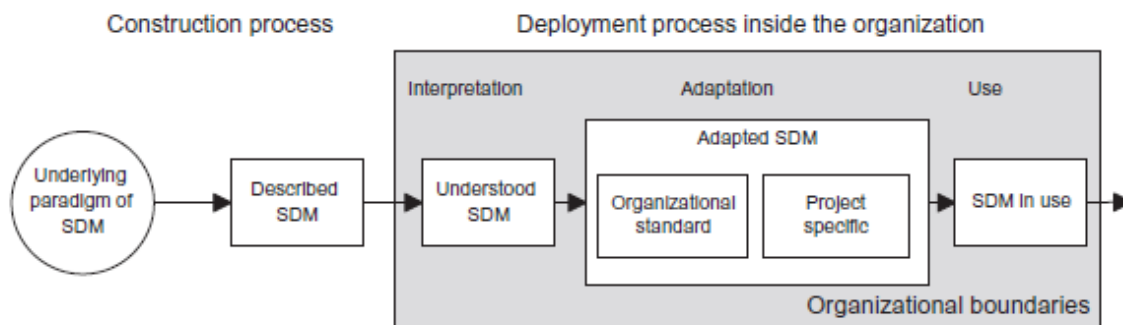 Construction process
Deployment process inside the organization
Interpretation
Adaptation
Use
Underlying
paradigm of
SDM
Described
SDM
Understood
SDM
Adapted SDM
Organizational
standard
Project
specific
SDM in use
Organizational boundaries